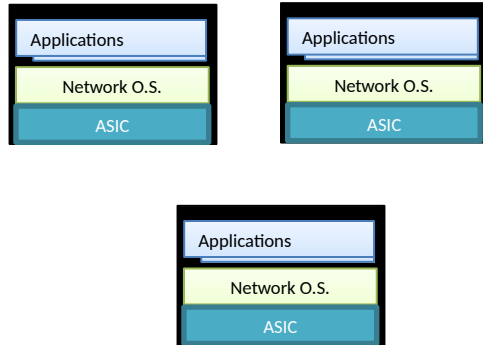 Applications
Network O.S.
ASIC
Applications
Network O.S.
ASIC
Applications
Network O.S.
ASIC